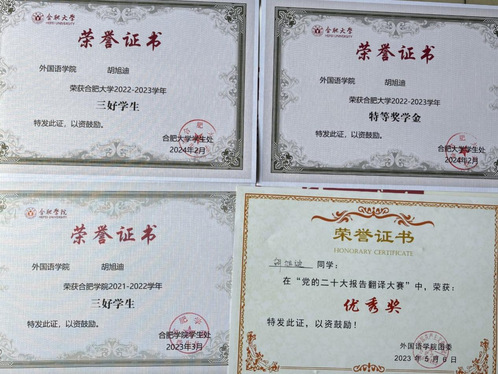 合肥大学
HEFEI UNIVERSITY
荣誉证书
外国语学院 胡旭迪
荣获合肥大学2022-2023学年
三好学生
特发此证，以资鼓励。
合肥大学学生处
2024年2月
合肥大学
HEFEI UNIVERSITY
荣誉证书
外国语学院 胡旭迪
荣获合肥大学2022-2023学年
特等奖学金
特发此证，以资鼓励。
合肥大学学生处
2024年2月
合肥学院
HEFEI UNIVERSITY
荣誉证书
外国语学院 胡旭迪
荣获合肥学院2021-2022学年
三好学生
特发此证，以资鼓励。
合肥学院学生处
2023年3月
荣誉证书
HONORARY CERTIFICATE
胡旭迪 同学：
在“党的二十大报告翻译大赛”中，荣获：
优秀奖
特发此证，以资鼓励！
外国语学院团委
2023年5月6日